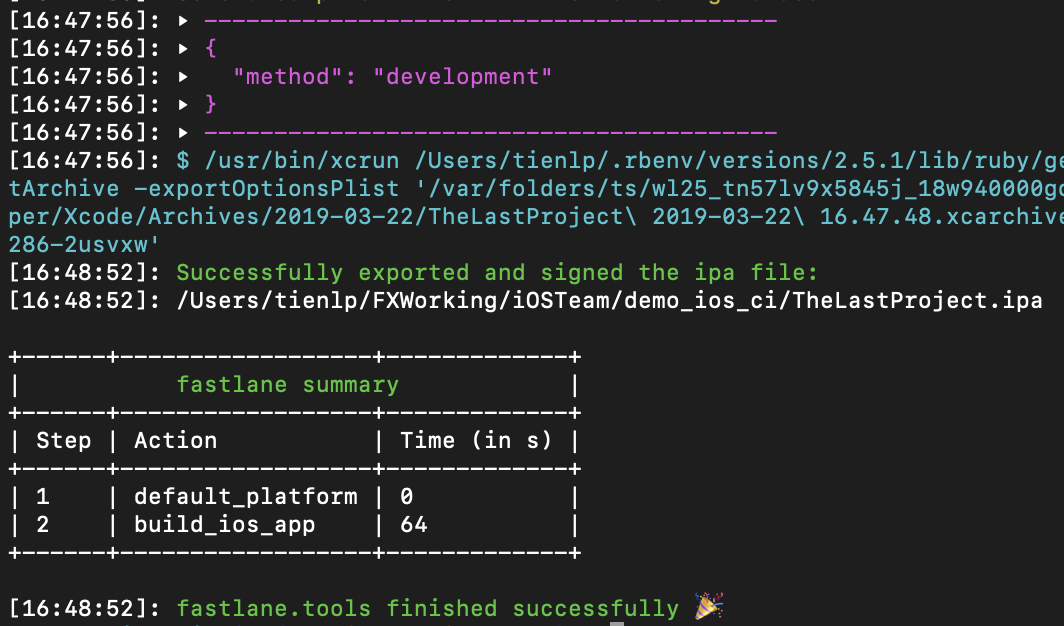 [16:47:56]: ▸ -----------------------------------------
[16:47:56]: ▸ {
[16:47:56]: ▸   "method": "development"
[16:47:56]: ▸ }
[16:47:56]: ▸ -----------------------------------------
[16:47:56]: $ /usr/bin/xcrun /Users/tienlp/.rbenv/versions/2.5.1/lib/ruby/ge
tArchive -exportOptionsPlist '/var/folders/ts/wl25_tn57lv9x5845j_18w940000g
per/Xcode/Archives/2019-03-22/TheLastProject\ 2019-03-22\ 16.47.48.xcarchive
286-2usvxw'
[16:48:52]: Successfully exported and signed the ipa file:
[16:48:52]: /Users/tienlp/FXWorking/iOSTeam/demo_ios_ci/TheLastProject.ipa
+------+------------------+-------------+
|           fastlane summary            |
+------+------------------+-------------+
| Step | Action           | Time (in s) |
+------+------------------+-------------+
| 1    | default_platform | 0           |
| 2    | build_ios_app    | 64          |
+------+------------------+-------------+
[16:48:52]: fastlane.tools finished successfully 🎉